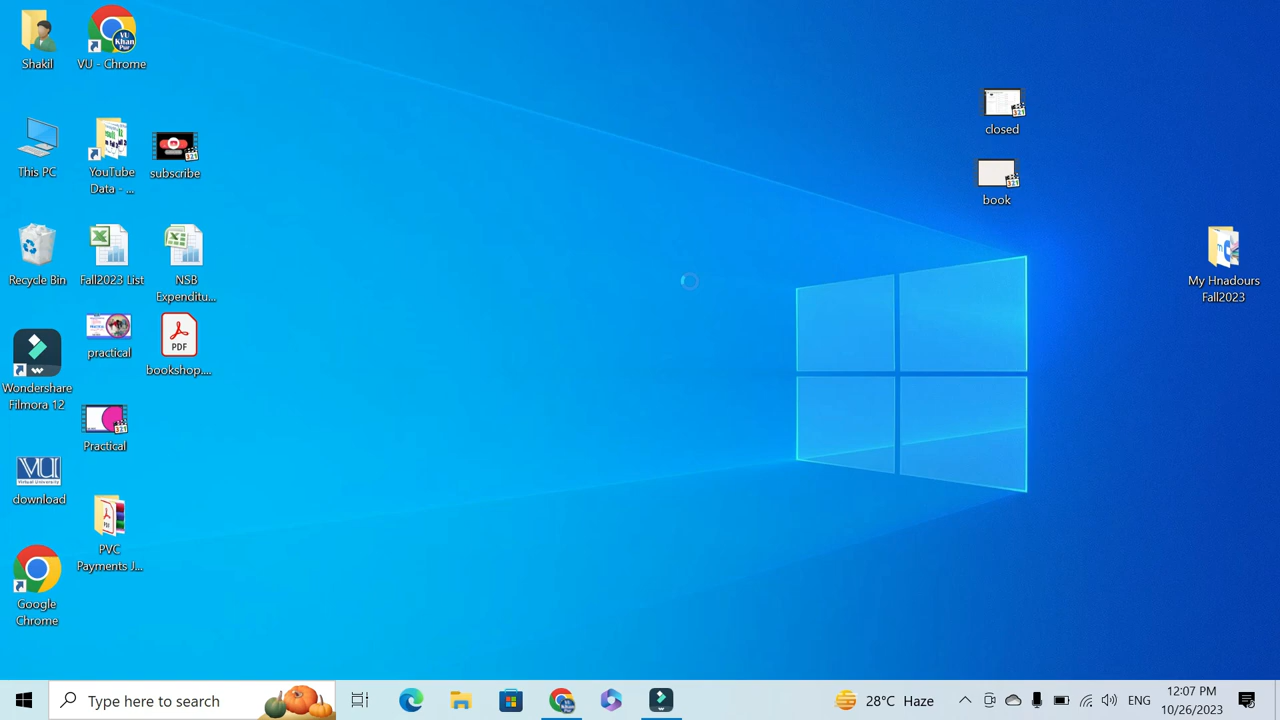 Shakil
VU - Chrome
closed
This PC
YouTube
Data - ...
subscribe
book
Recycle Bin
Fall2023 List
NSB
Expenditu...
My Hnadours
Fall2023
practical
bookshop....
PDF
Wondershare
Filmora 12
Practical
VU
download
PVC
Payments J...
Google
Chrome
Type here to search
28°C Haze
ENG
12:07 PM
10/26/2023